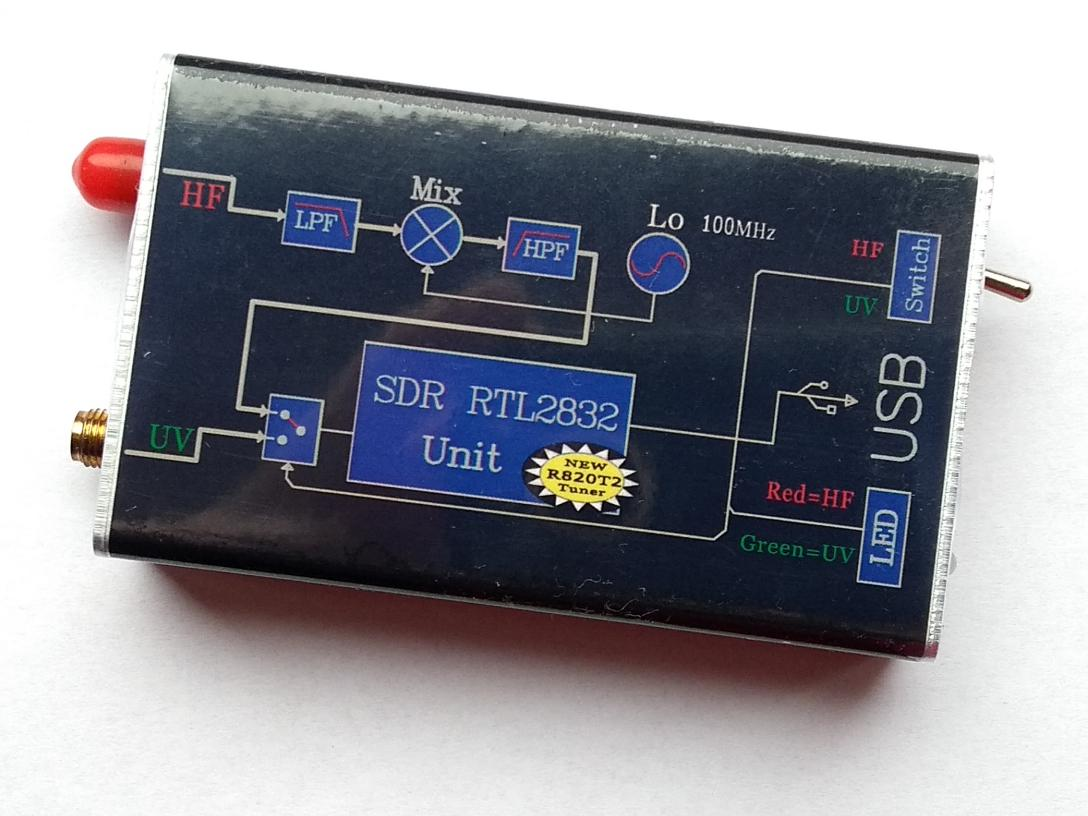 HF
LPF
Mix
HPF
Lo 100MHz
HF
UV
Switch
SDR RTL2832
Unit
NEW
R820T2
Tuner
UV
USB
Red=HF
Green=UV
LED